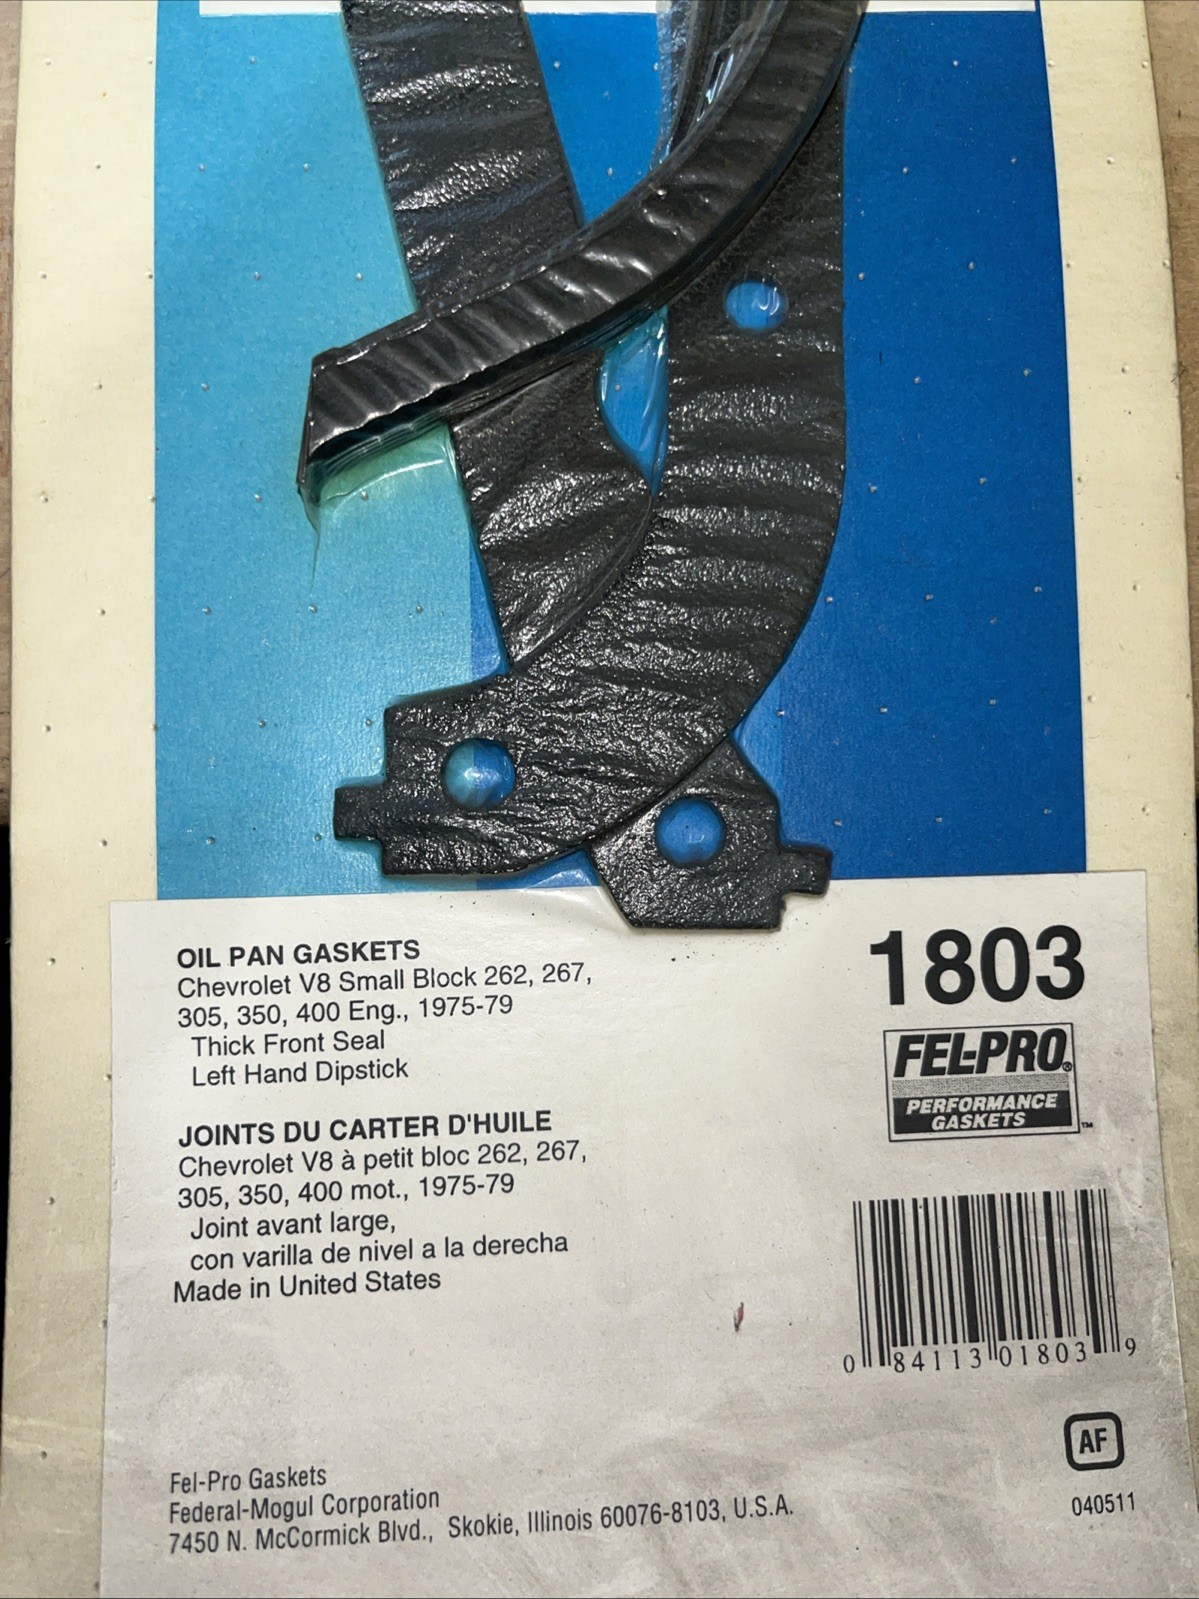 OIL PAN GASKETS
Chevrolet V8 Small Block 262, 267,
305, 350, 400 Eng., 1975-79
Thick Front Seal
Left Hand Dipstick
JOINTS DU CARTER D'HUILE
Chevrolet V8 à petit bloc 262, 267,
305, 350, 400 mot., 1975-79
Joint avant large,
con varilla de nivel a la derecha
Made in United States
1803
FEL-PRO®
PERFORMANCE
GASKETS™
0 84113 01803 9
AF
040511
Fel-Pro Gaskets
Federal-Mogul Corporation
7450 N. McCormick Blvd., Skokie, Illinois 60076-8103, U.S.A.